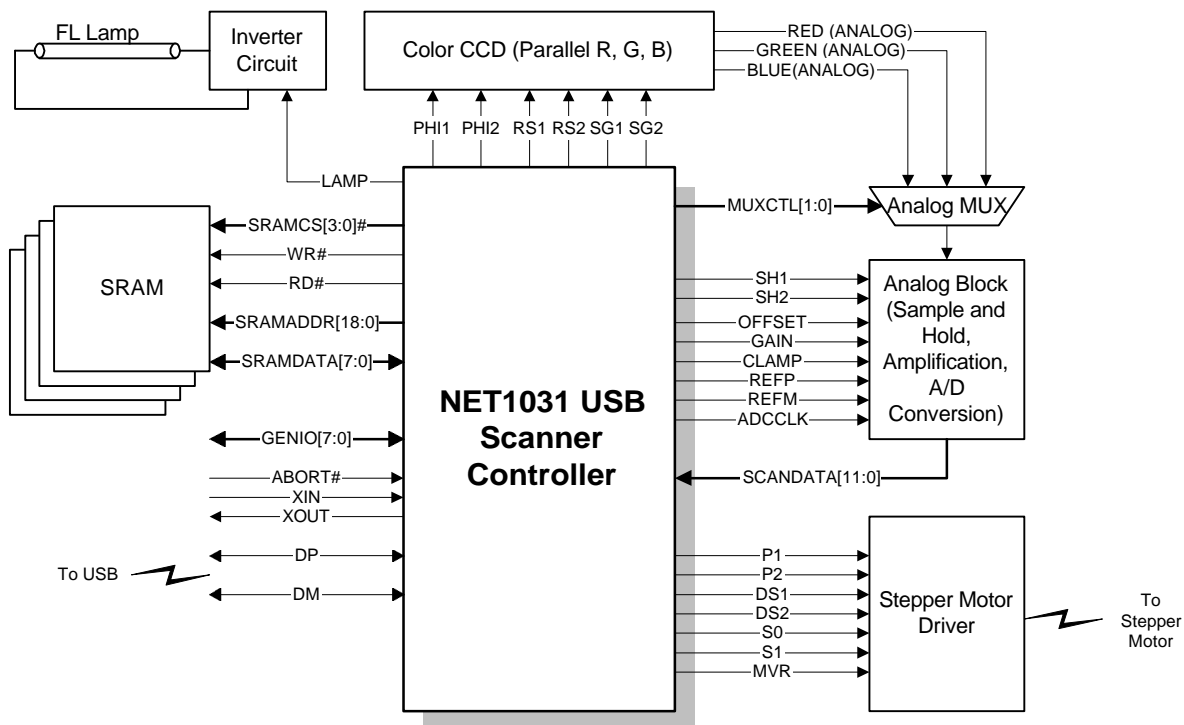 FL Lamp
Inverter
Circuit
Color CCD (Parallel R, G, B)
RED (ANALOG)
GREEN (ANALOG)
BLUE(ANALOG)
PHI1
PHI2
RS1
RS2
SG1
SG2
LAMP
SRAMCS[3:0]#
WR#
RD#
SRAMADDR[18:0]
SRAMDATA[7:0]
SRAM
GENIO[7:0]
ABORT#
XIN
XOUT
DP
DM
To USB
NET1031 USB
Scanner
Controller
MUXCTL[1:0]
Analog MUX
SH1
SH2
OFFSET
GAIN
CLAMP
REFP
REFM
ADCCLK
Analog Block
(Sample and
Hold,
Amplification,
A/D
Conversion)
SCANDATA[11:0]
P1
P2
DS1
DS2
S0
S1
MVR
Stepper Motor
Driver
To
Stepper
Motor